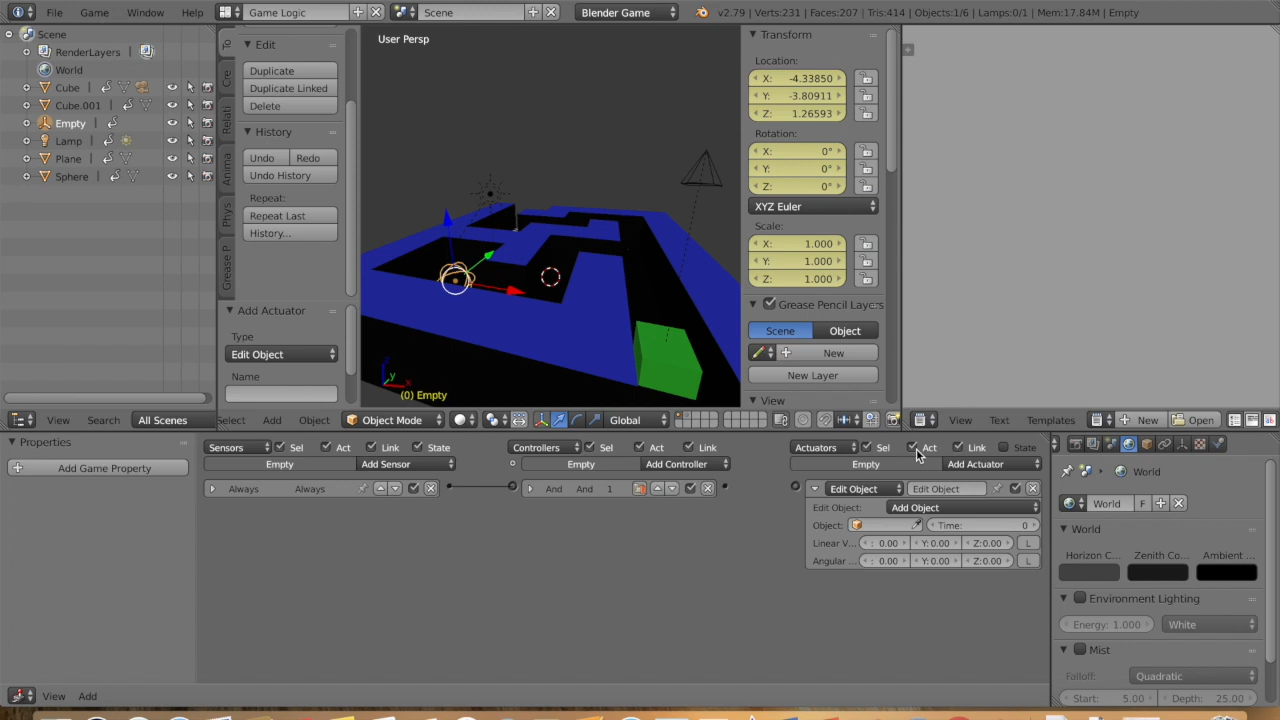 File Game Window Help Game Logic Scene Blender Game v2.79 | Verts:231 | Faces:207 | Tris:414 | Objects:1/6 | Lamps:0/1 | Mem:17.84M | Empty
Scene
RenderLayers
World
Cube
Cube.001
Empty
Lamp
Plane
Sphere
View Search All Scenes
To
Cre
Relati
Anima
Phys
Grease P
Edit
Duplicate
Duplicate Linked
Delete
History
Undo Redo
Undo History
Repeat:
Repeat Last
History...
Add Actuator
Type
Edit Object
Name
User Persp
(0) Empty
Select Add Object Object Mode Global
Transform
Location:
X: -4.33850
Y: -3.80911
Z: 1.26593
Rotation:
X: 0°
Y: 0°
Z: 0°
XYZ Euler
Scale:
X: 1.000
Y: 1.000
Z: 1.000
Grease Pencil Layers
Scene Object
New
New Layer
View
View Text Templates New Open
Properties
Add Game Property
Sensors Sel Act Link State
Empty Add Sensor
Always Always
Controllers Sel Act Link
Empty Add Controller
And And 1
Actuators Sel Act Link State
Empty Add Actuator
Edit Object Edit Object
Edit Object: Add Object
Object: Time: 0
Linear V... : 0.00 Y: 0.00 Z: 0.00 L
Angular ... : 0.00 Y: 0.00 Z: 0.00 L
View Add
World
World F
World
Horizon C... Zenith Co... Ambient ...
Environment Lighting
Energy: 1.000 White
Mist
Falloff: Quadratic
Start: 5.00 Depth: 25.00